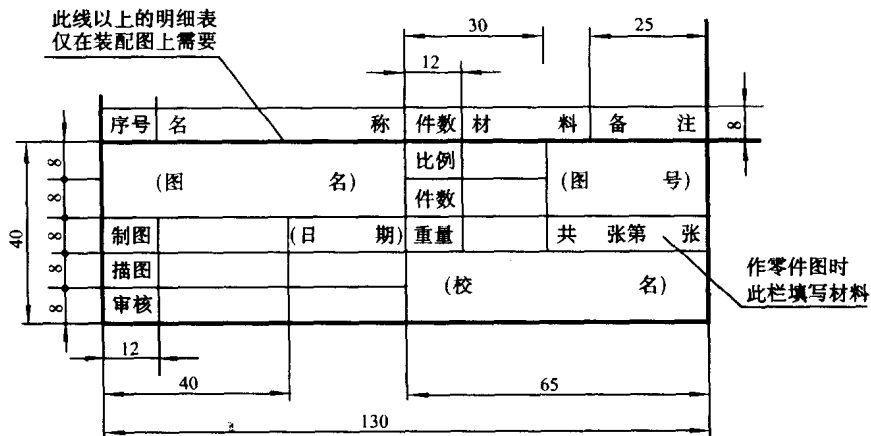 此线以上的明细表
仅在装配图上需要
30
25
12
序号 名 称 件数 材 料 备 注
8
(图 名)
比例
件数
(图 号)
8
8
8
8
8
40
制图 (日 期) 重量 共 张第 张
描图
审核
(校 名)
作零件图时
此栏填写材料
12
40
65
130